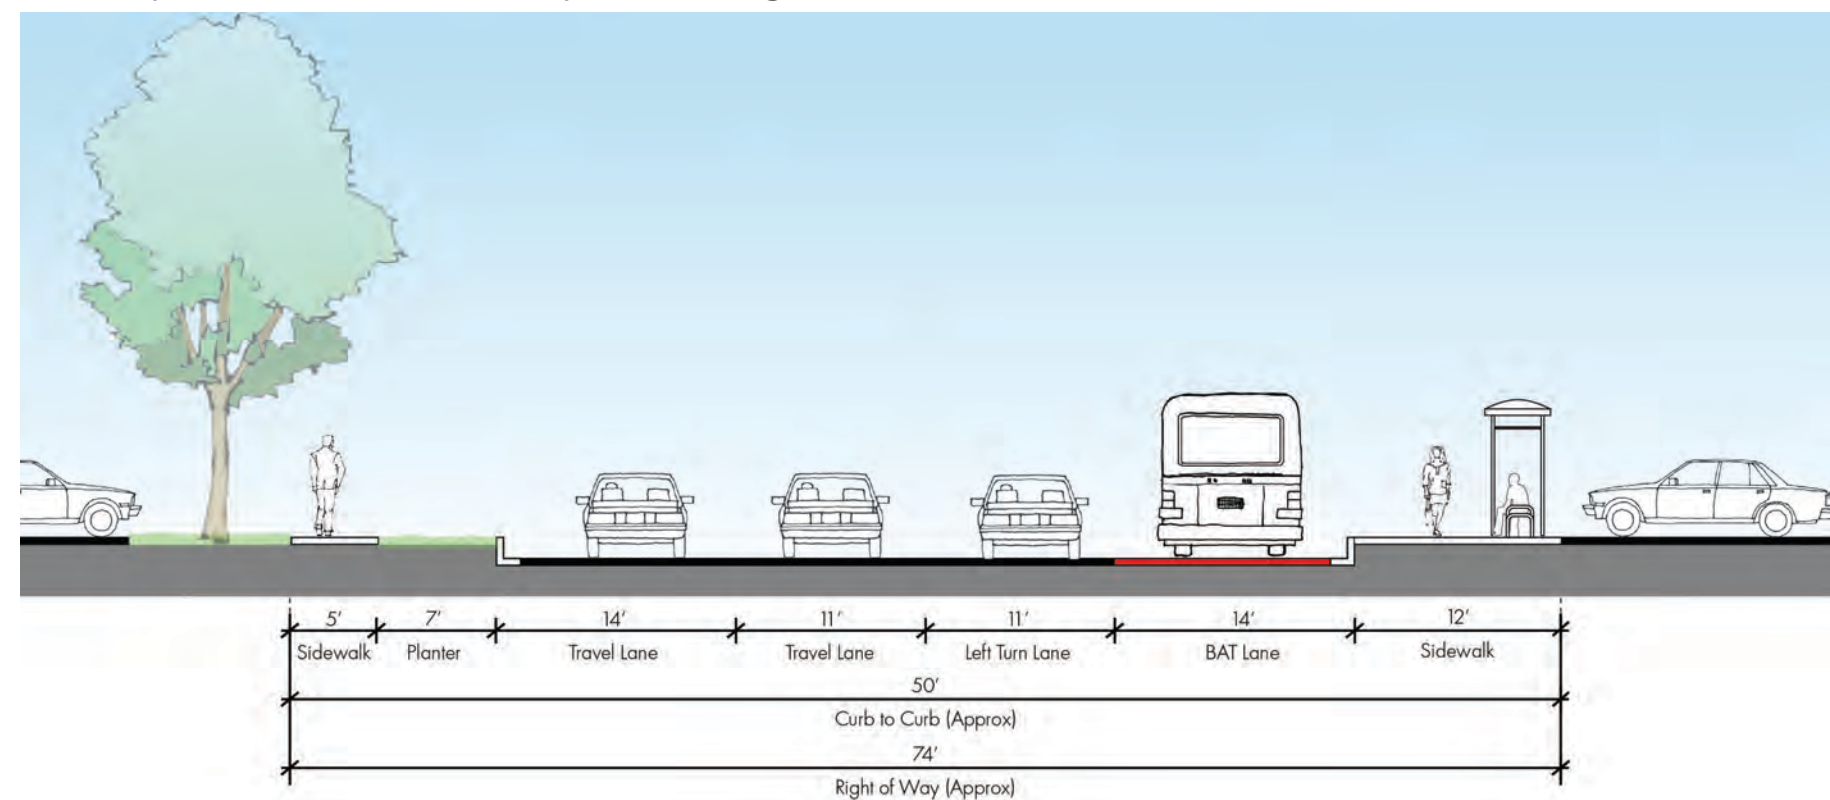 5' 7' 14' 11' 11' 14' 12'
Sidewalk Planter Travel Lane Travel Lane Left Turn Lane BAT Lane Sidewalk
50'
Curb to Curb (Approx)
74'
Right of Way (Approx)